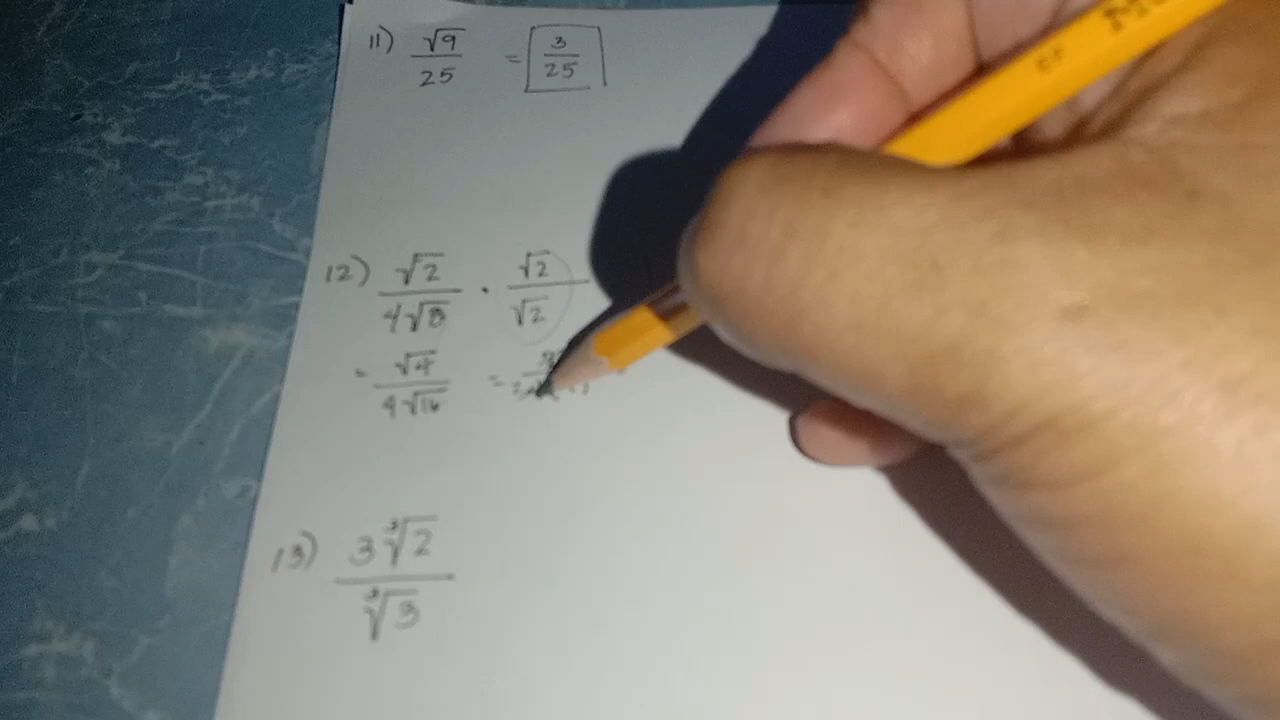 11) √9/25 = 3/25
12) √2/4√8 · √2/√2
= √4/4√16 =
13) 3∛2/∛3